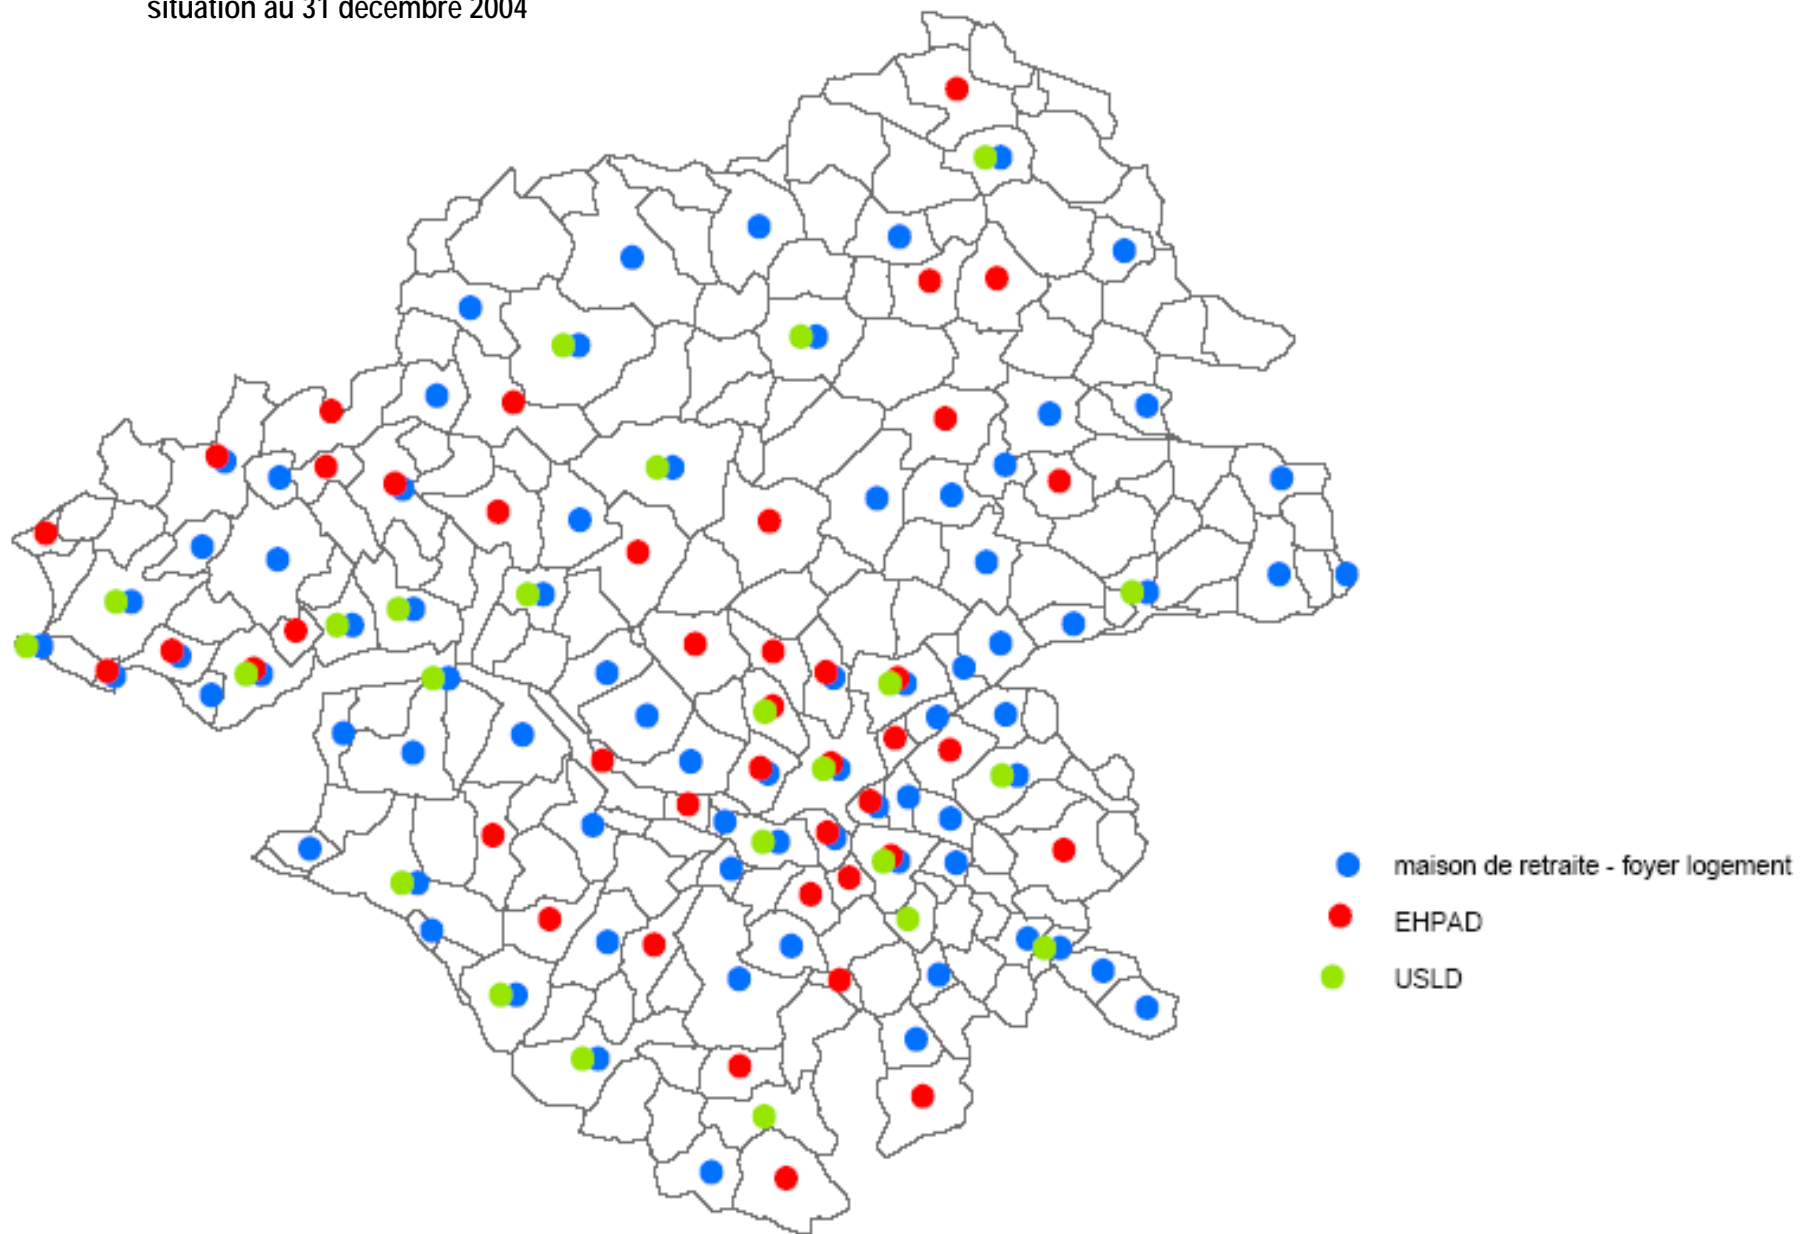 situation au 31 décembre 2004
maison de retraite - foyer logement
EHPAD
USLD